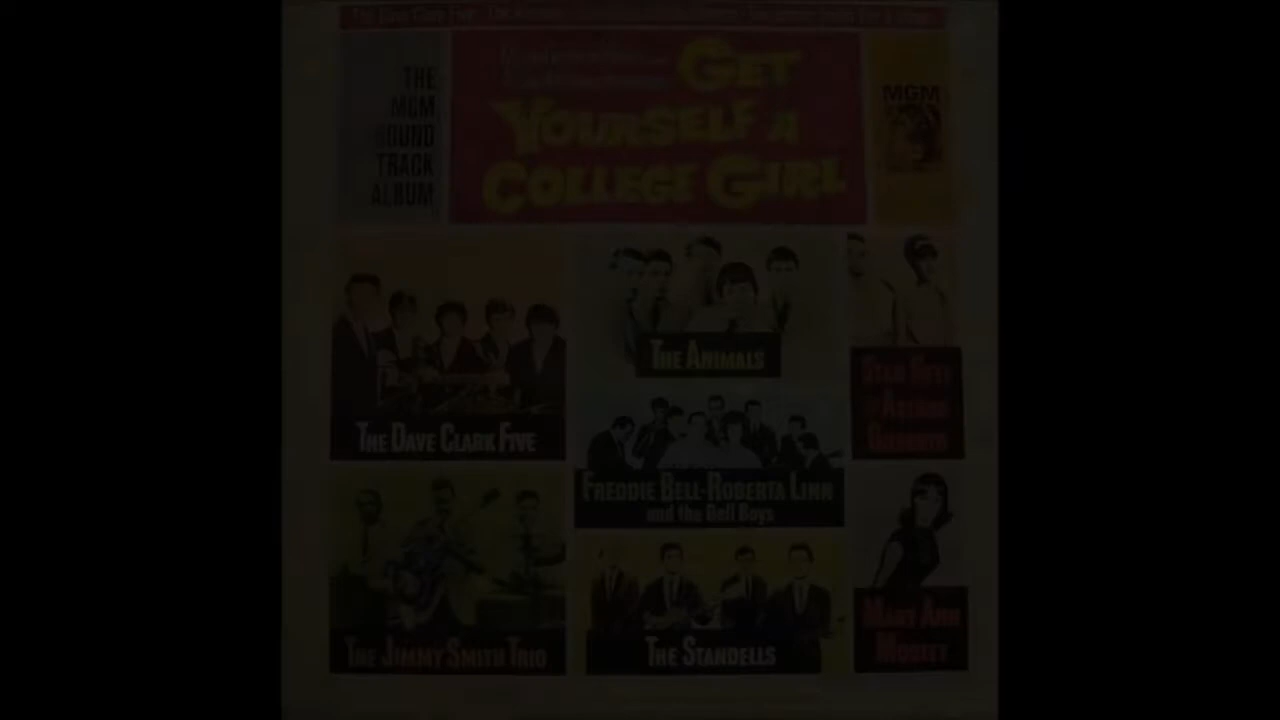 GET
YOURSELF A
COLLEGE GIRL
THE
MGM
SOUND
TRACK
ALBUM
MGM
THE DAVE CLARK FIVE
THE ANIMALS
STAN GETZ
ASTRUD
GILBERTO
FREDDIE BELL-ROBERTA LINN
and the Bell Boys
THE JIMMY SMITH TRIO
THE STANDELLS
MARY ANN
MOBLEY